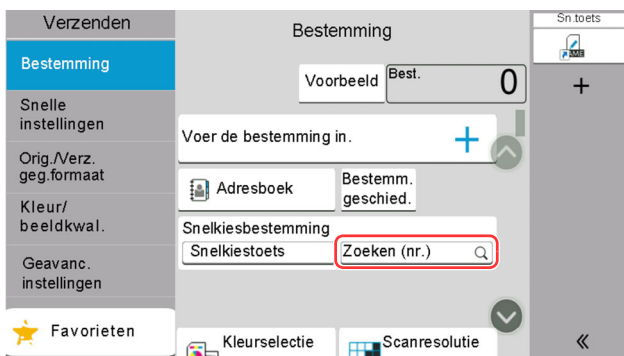 Verzenden
Bestemming
Snelle
instellingen
Orig./Verz.
geg.formaat
Kleur/
beeldkwal.
Geavanc.
instellingen
Favorieten
Bestemming
Voorbeeld
Best.
0
Voer de bestemming in.
Adresboek
Bestemm.
geschied.
Snelkiesbestemming
Snelkiestoets
Zoeken (nr.)
Kleurselectie
Scanresolutie
Sn.toets